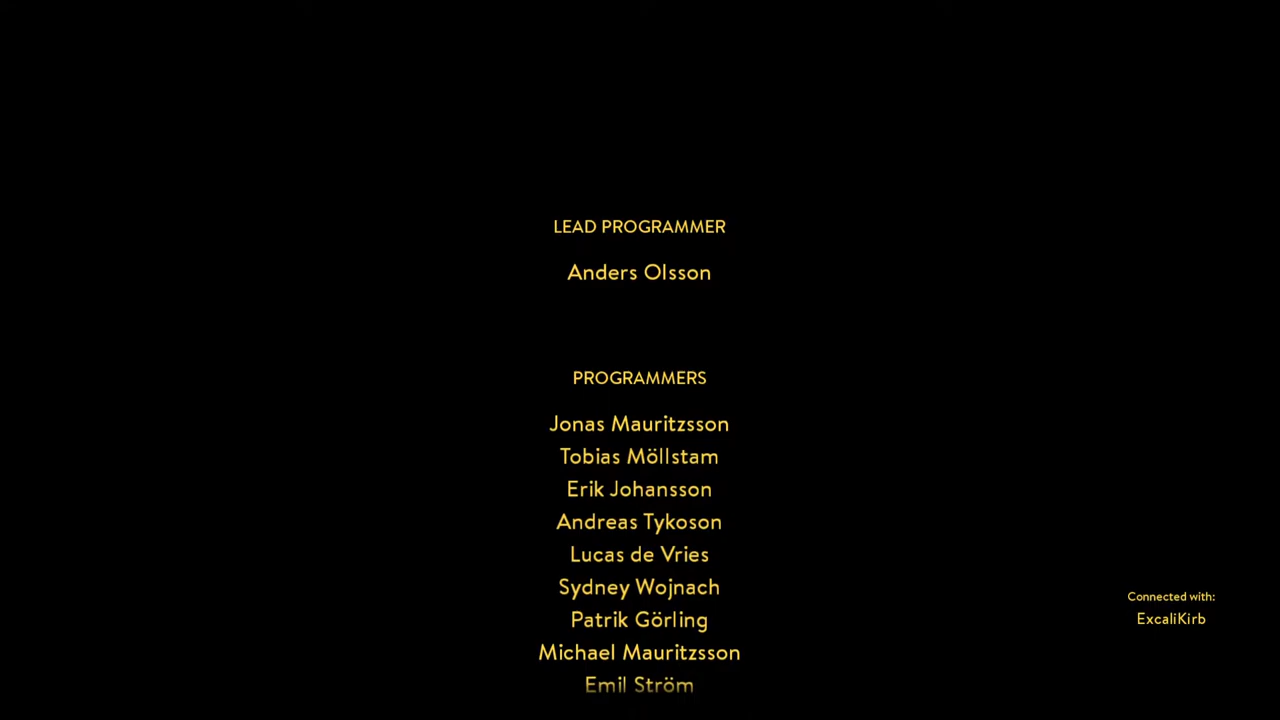 LEAD PROGRAMMER
Anders Olsson
PROGRAMMERS
Jonas Mauritzsson
Tobias Möllstam
Erik Johansson
Andreas Tykoson
Lucas de Vries
Sydney Wojnach
Patrik Görling
Michael Mauritzsson
Emil Ström
Connected with:
ExcaliKirb